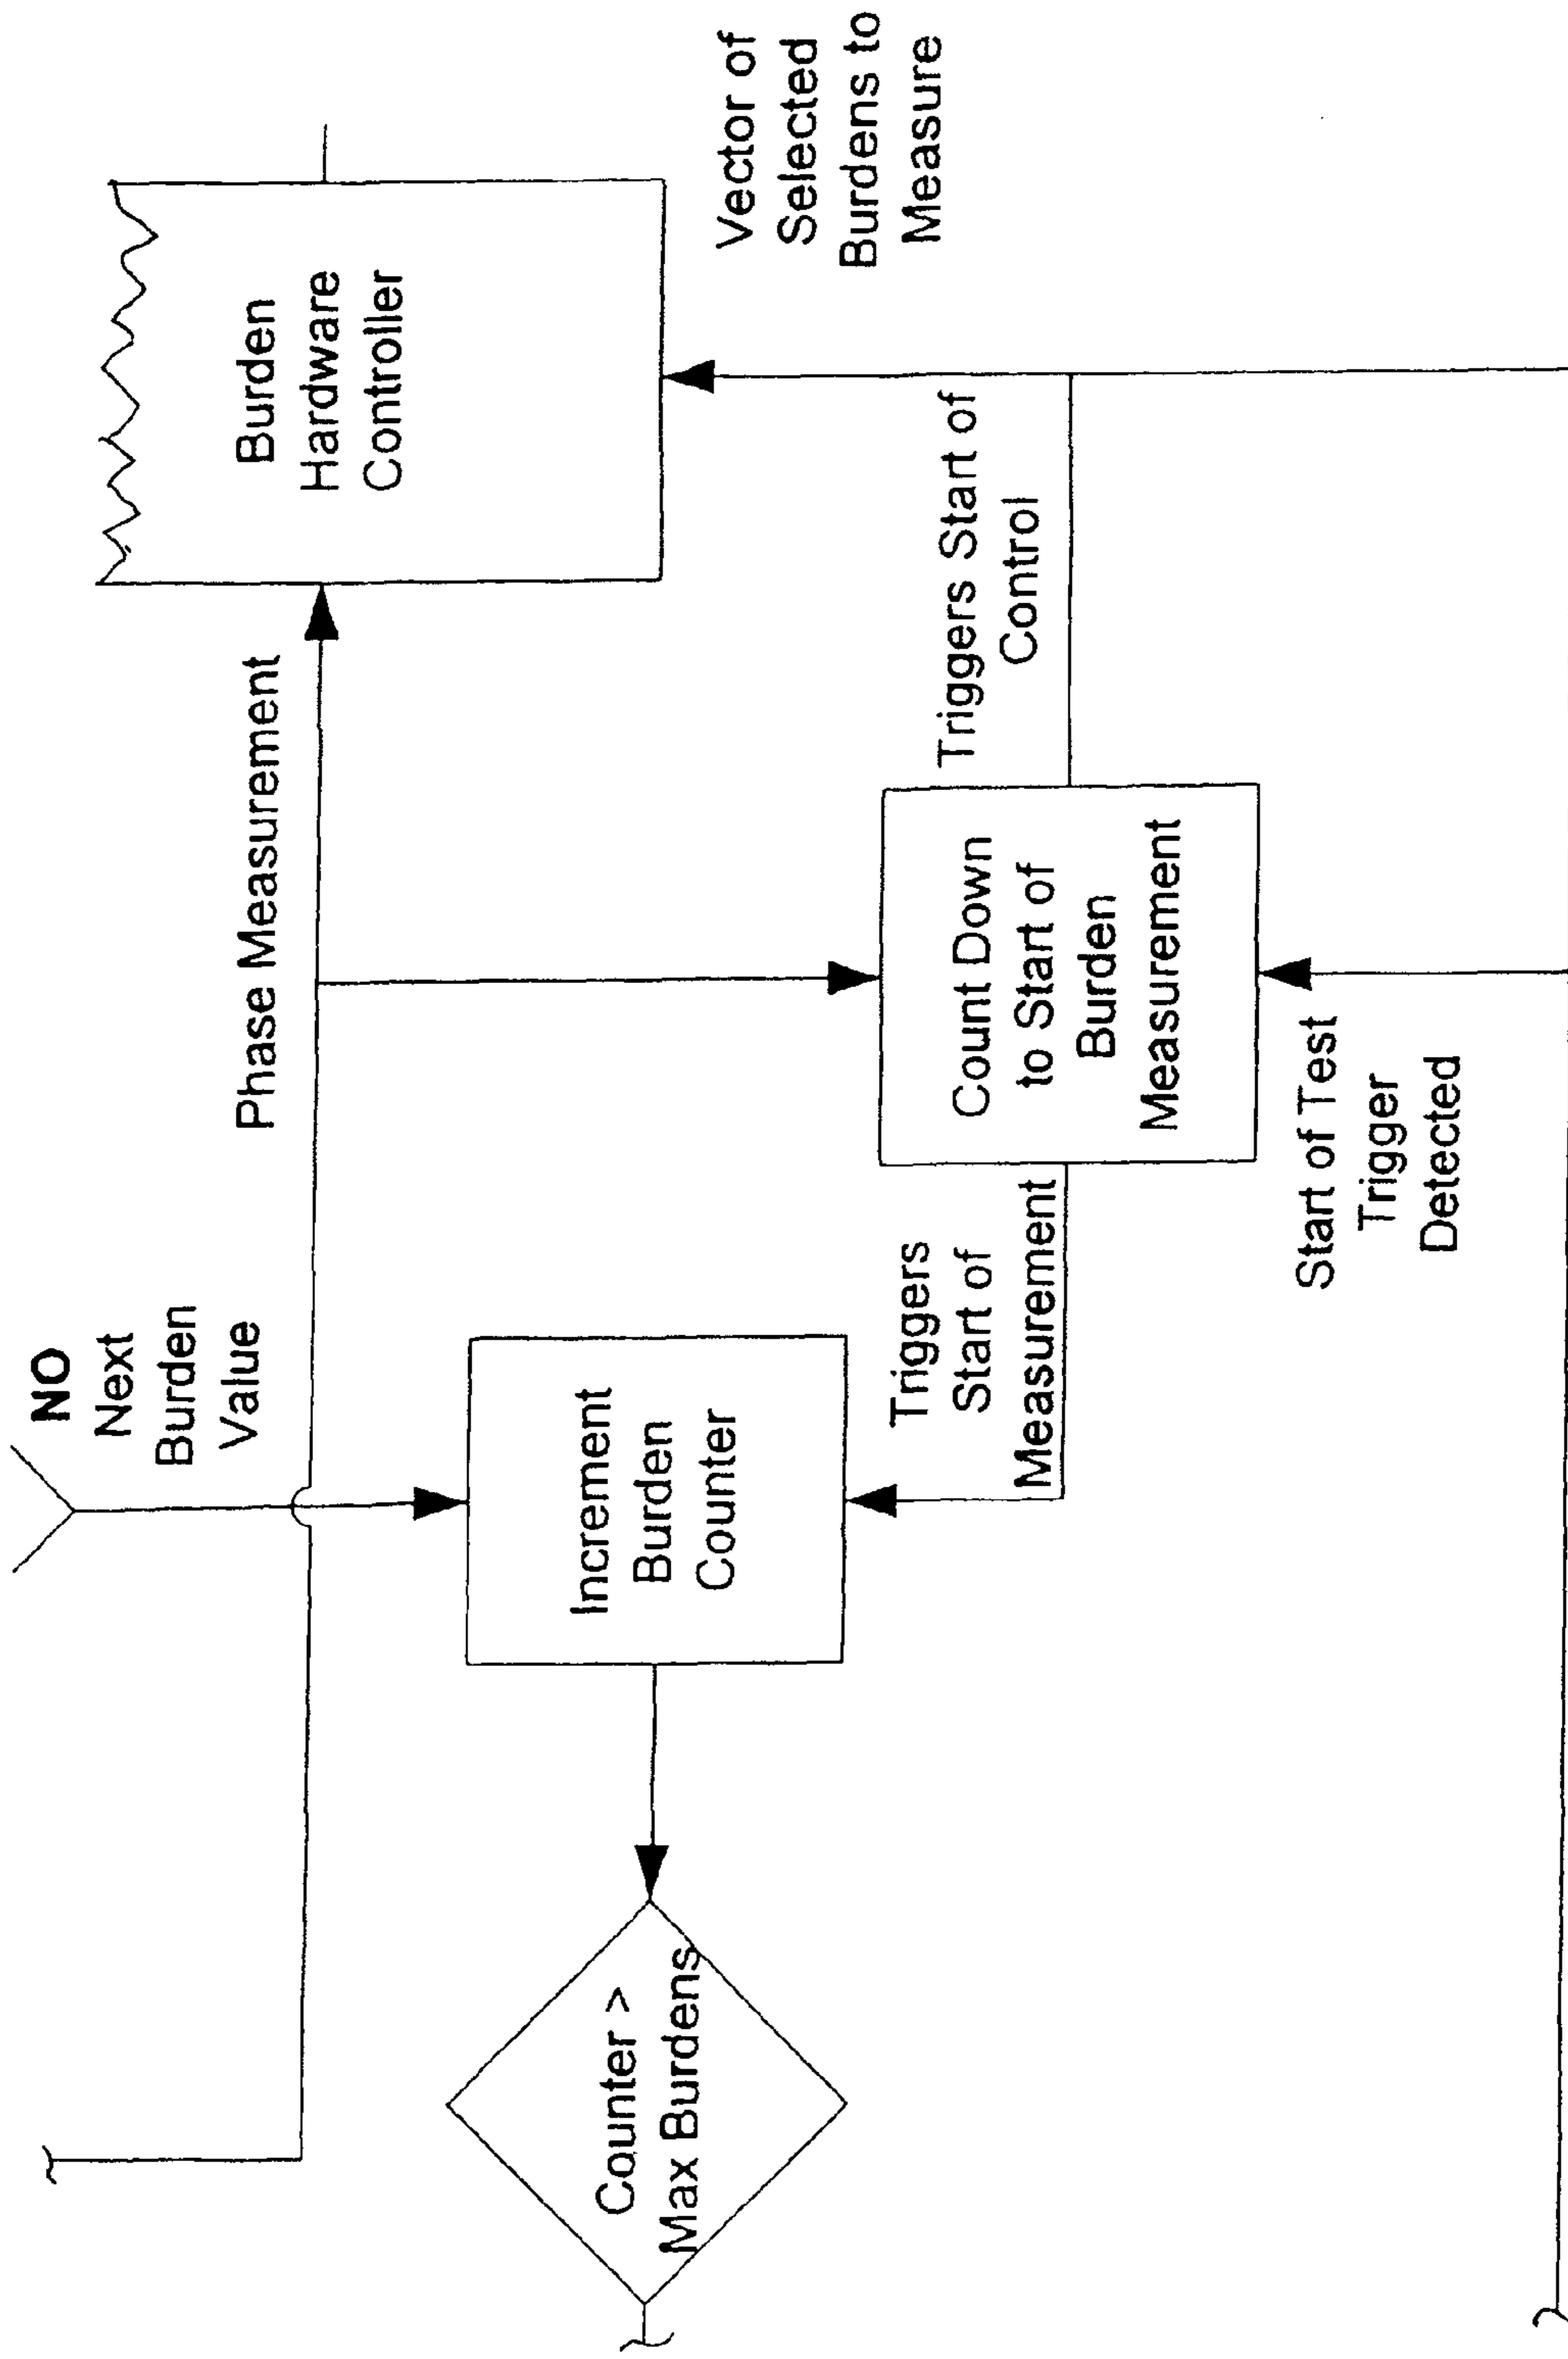 NO
Next
Burden
Value
Phase Measurement
Burden
Hardware
Controller
Counter >
Max Burdens
Increment
Burden
Counter
Triggers
Start of
Measurement
Count Down
to Start of
Burden
Measurement
Triggers Start of
Control
Vector of
Selected
Burdens to
Measure
Start of Test
Trigger
Detected